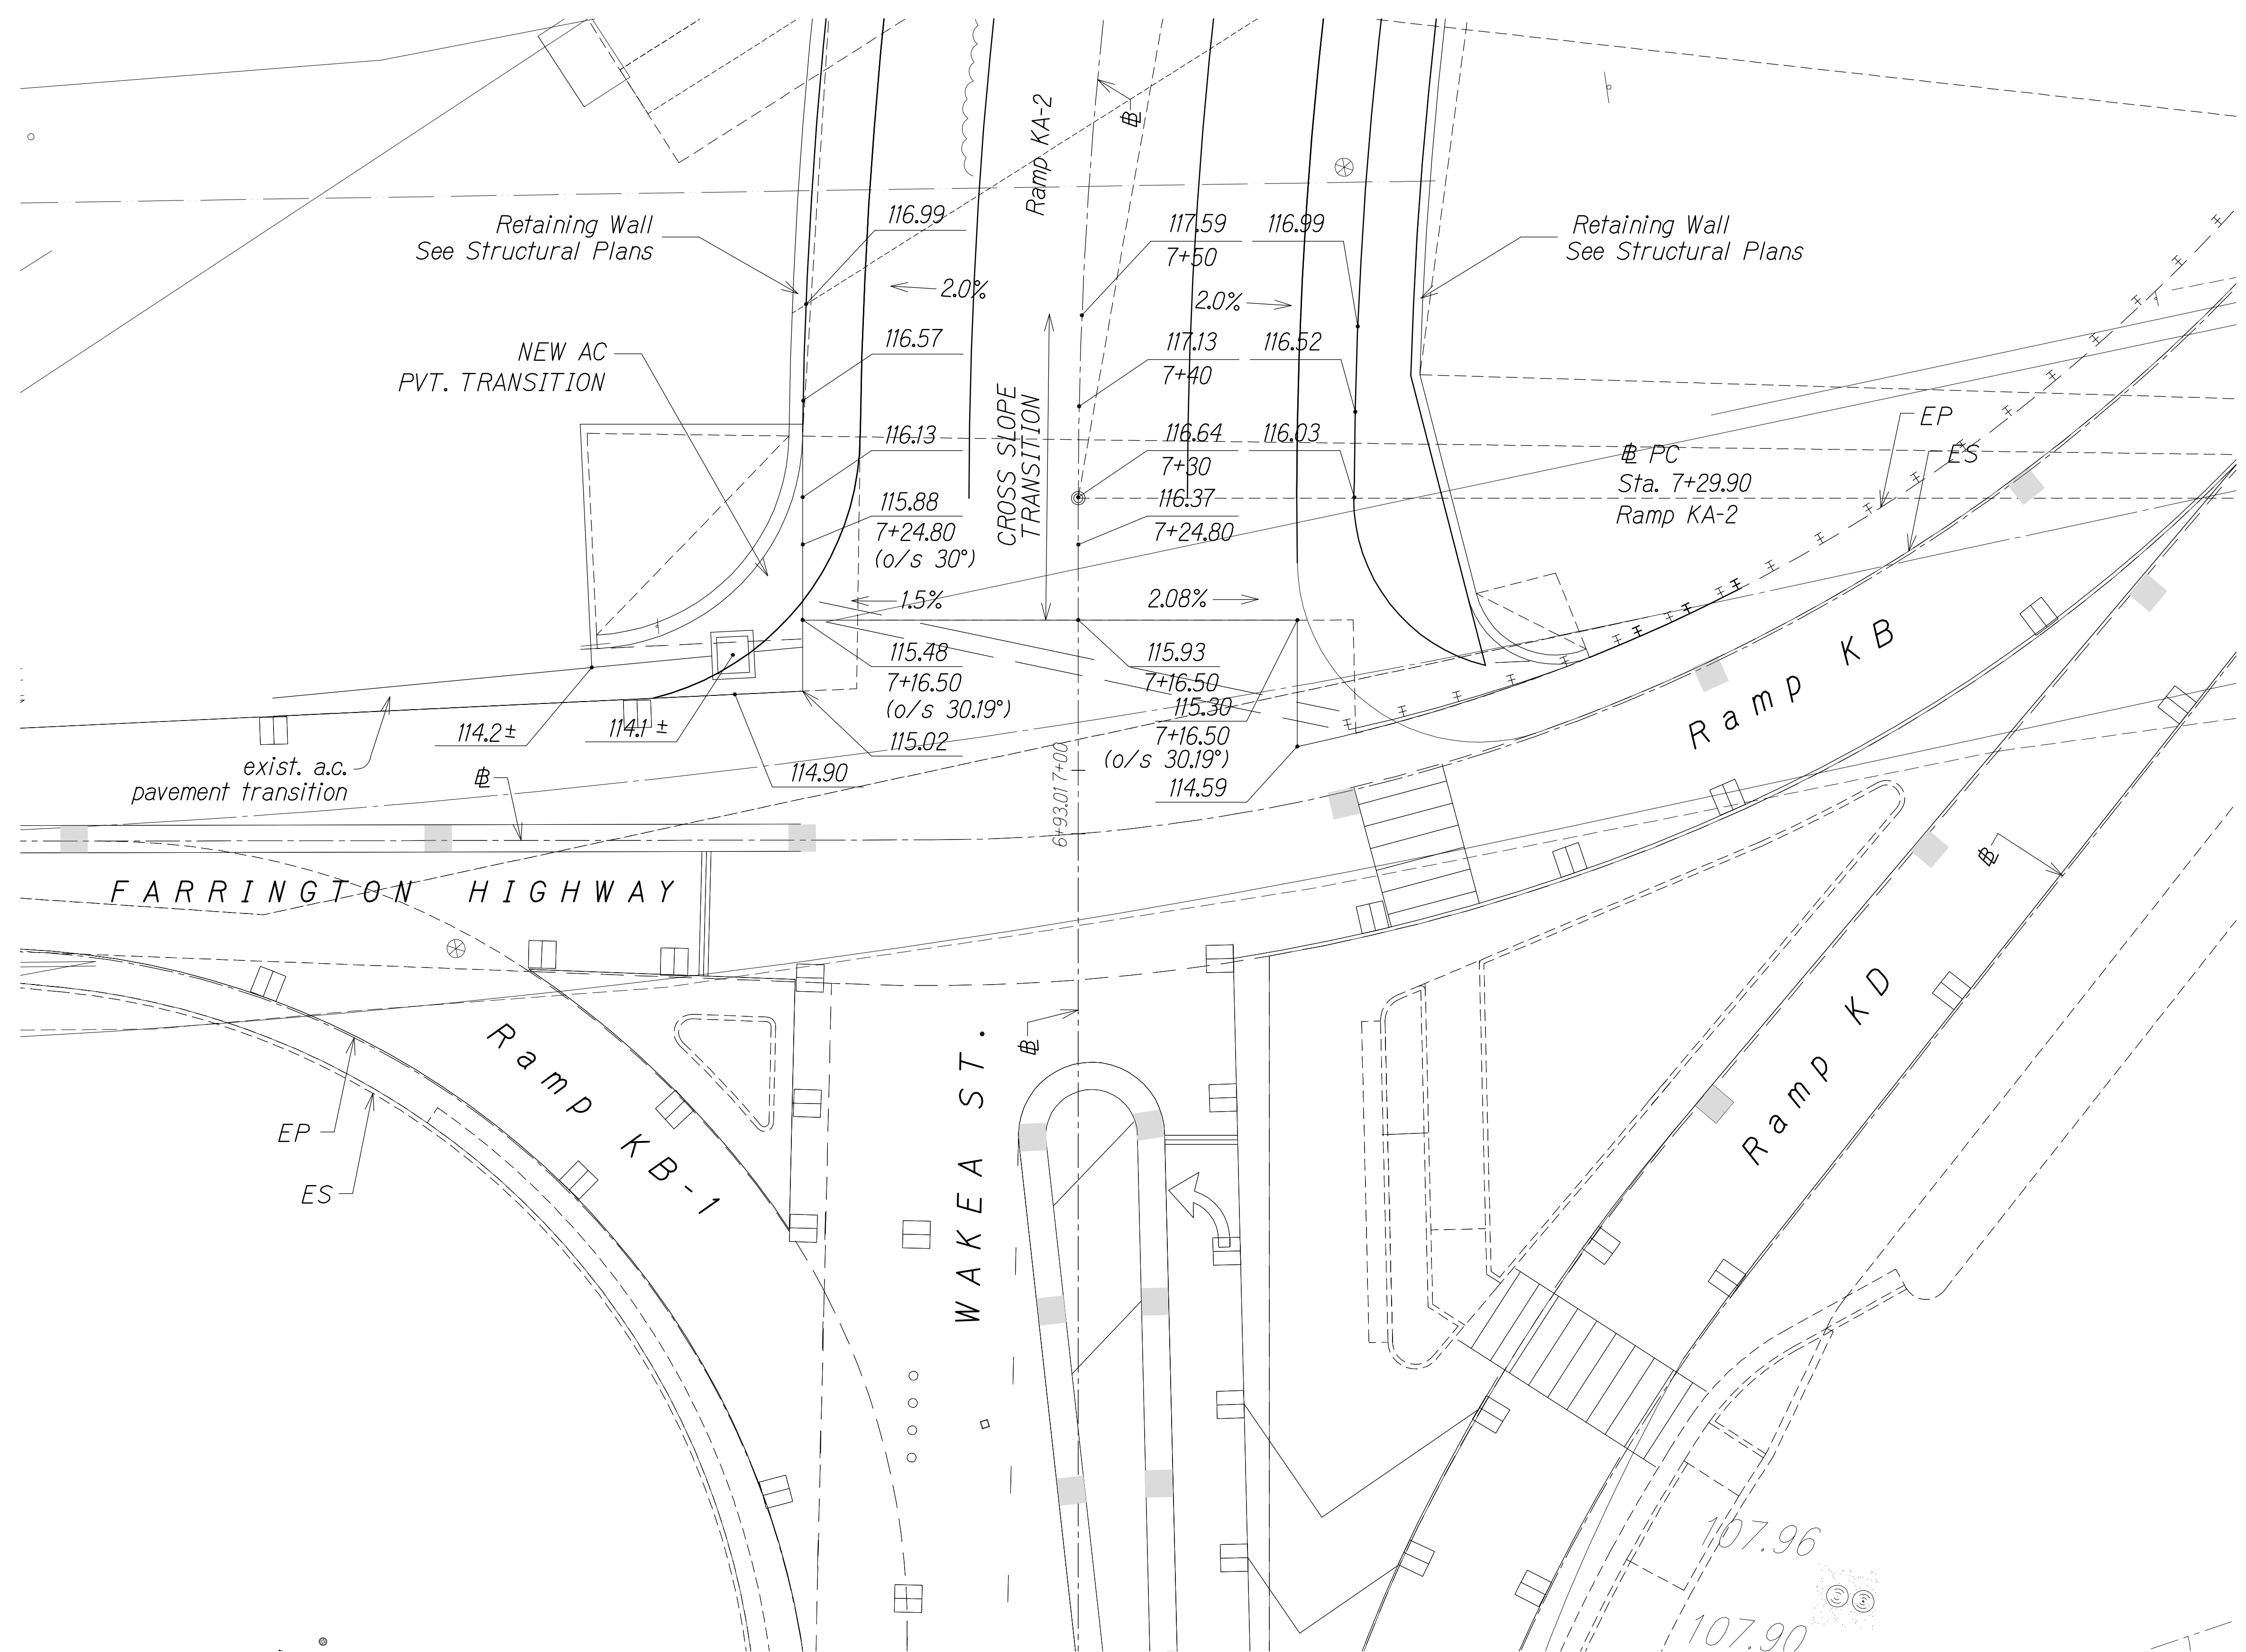 Ramp KA-2
℄
Retaining Wall
See Structural Plans
116.99
117.59
7+50
116.99
Retaining Wall
See Structural Plans
2.0%
2.0%
NEW AC
PVT. TRANSITION
116.57
117.13
7+40
116.52
CROSS SLOPE
TRANSITION
116.13
116.64
7+30
116.03
EP
ES
℄ PC
Sta. 7+29.90
Ramp KA-2
115.88
7+24.80
(o/s 30°)
116.37
7+24.80
1.5%
2.08%
115.48
7+16.50
(o/s 30.19°)
115.93
7+16.50
115.30
7+16.50
(o/s 30.19°)
114.59
Ramp KB
114.2±
114.1 ±
115.02
114.90
exist. a.c.
pavement transition
℄
6+93.01 7+00
FARRINGTON HIGHWAY
℄
Ramp KB-1
℄
WAKEA ST.
Ramp KD
EP
ES
107.96
107.90